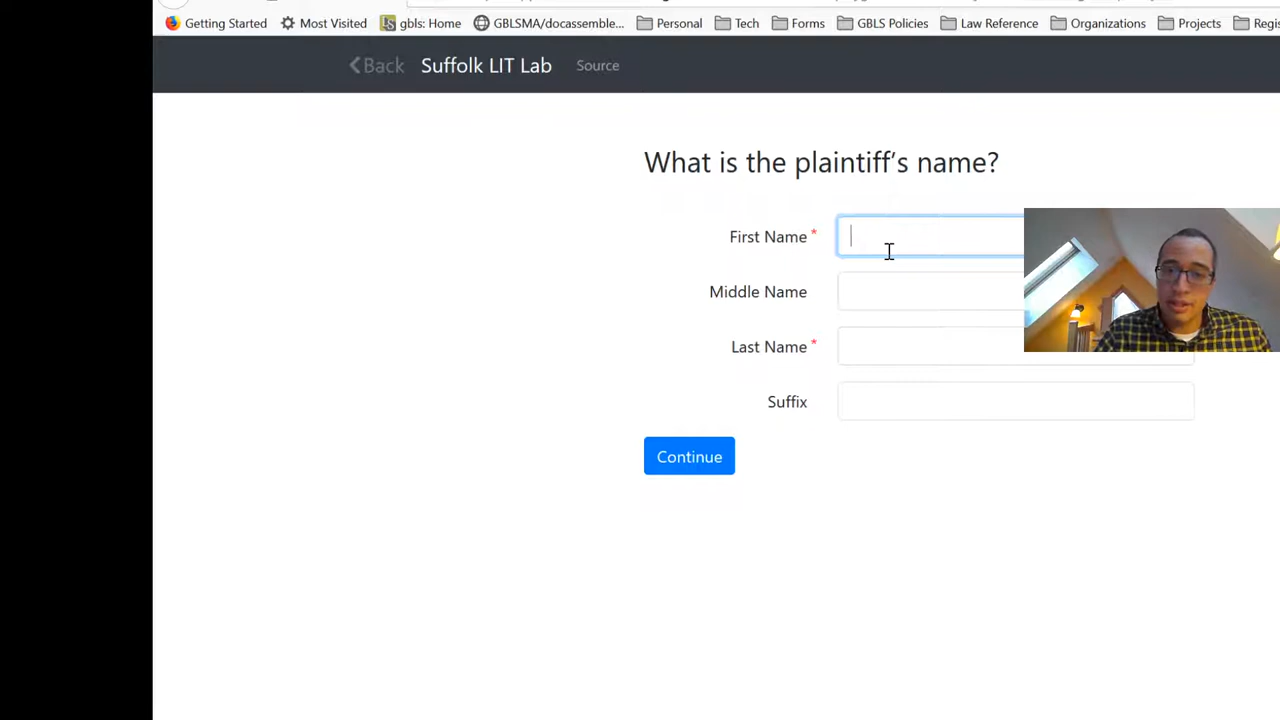 Getting Started Most Visited gbls: Home GBLSMA/docassemble... Personal Tech Forms GBLS Policies Law Reference Organizations Projects Regis
Back Suffolk LIT Lab Source
What is the plaintiff's name?
First Name *
Middle Name
Last Name *
Suffix
Continue